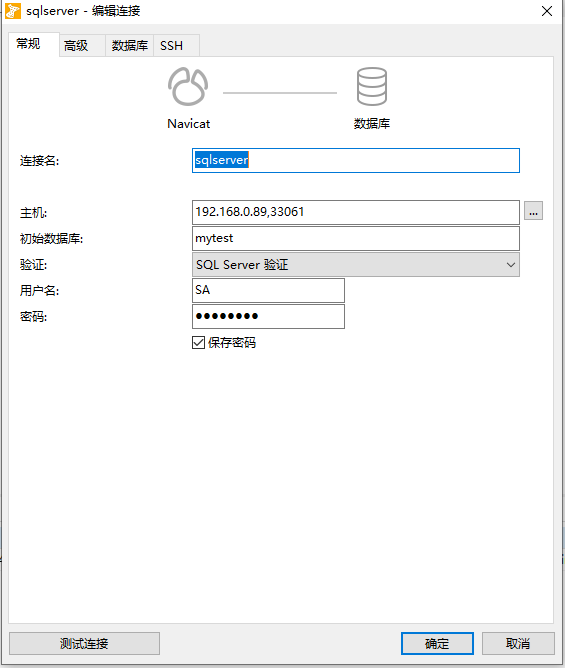 sqlserver - 编辑连接
常规 高级 数据库 SSH
Navicat 数据库
连接名: sqlserver
主机: 192.168.0.89,33061 ...
初始数据库: mytest
验证: SQL Server 验证
用户名: SA
密码: ●●●●●●●●
保存密码
测试连接 确定 取消